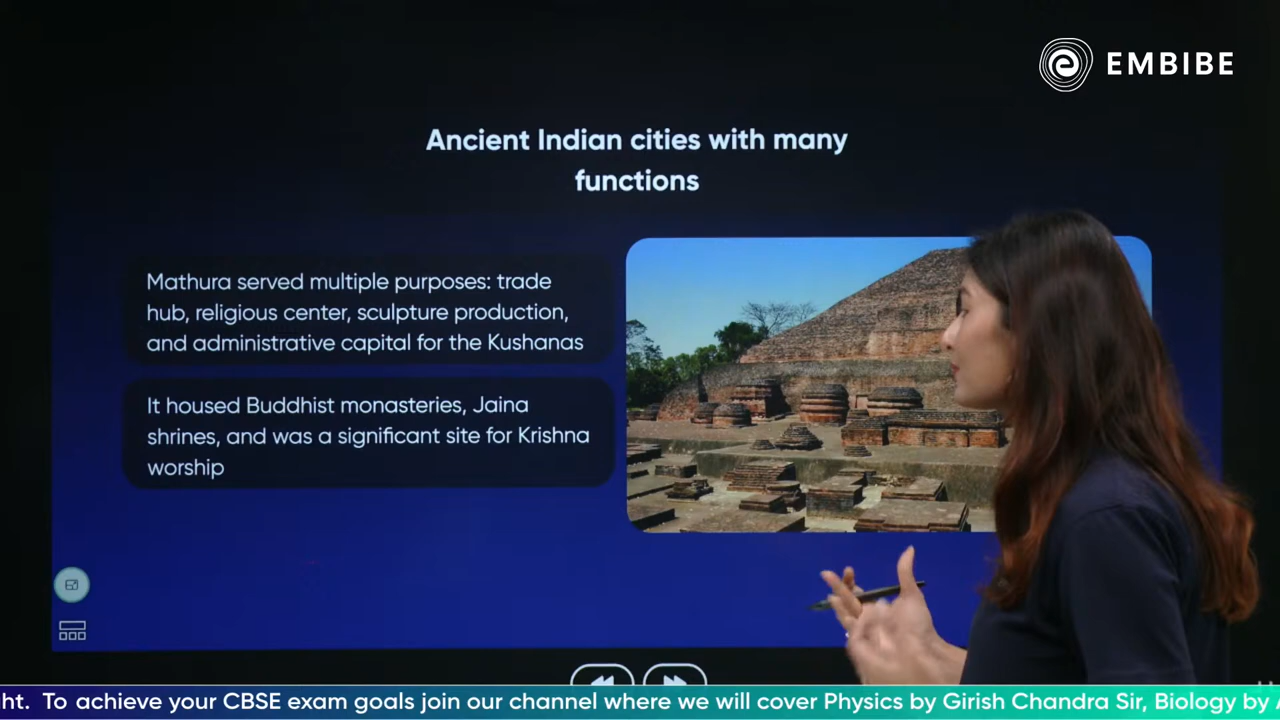 EMBIBE
Ancient Indian cities with many
functions
Mathura served multiple purposes: trade
hub, religious center, sculpture production,
and administrative capital for the Kushanas
It housed Buddhist monasteries, Jaina
shrines, and was a significant site for Krishna
worship
ht. To achieve your CBSE exam goals join our channel where we will cover Physics by Girish Chandra Sir, Biology by